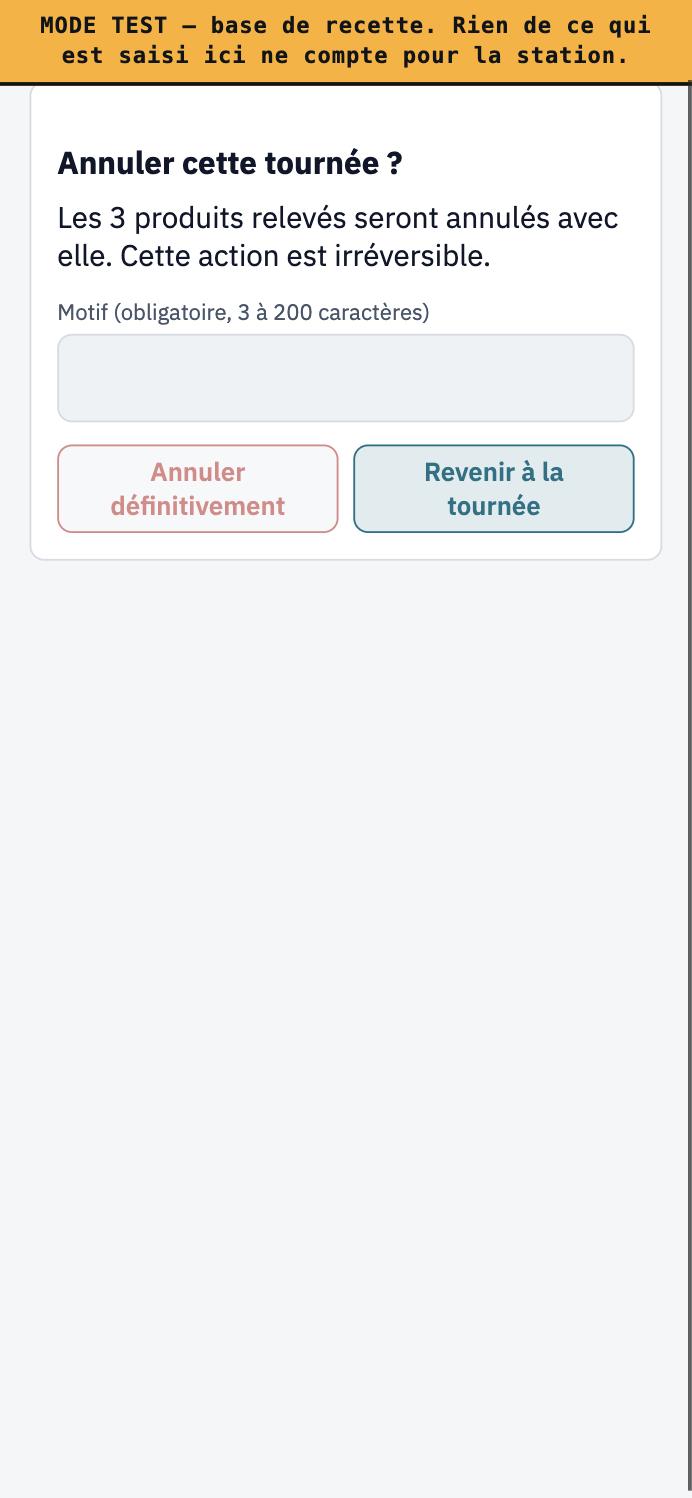 MODE TEST — base de recette. Rien de ce qui
est saisi ici ne compte pour la station.
Annuler cette tournée ?
Les 3 produits relevés seront annulés avec
elle. Cette action est irréversible.
Motif (obligatoire, 3 à 200 caractères)
Annuler
définitivement
Revenir à la
tournée